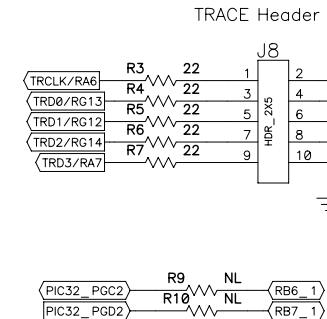 TRACE Header
J8
TRCLK/RA6 R3 22 1 2
TRD0/RG13 R4 22 3 4
TRD1/RG12 R5 22 5 6
TRD2/RG14 R6 22 7 8
TRD3/RA7 R7 22 9 10
HDR_2X5
PIC32_PGC2 R9 NL RB6_1
PIC32_PGD2 R10 NL RB7_1